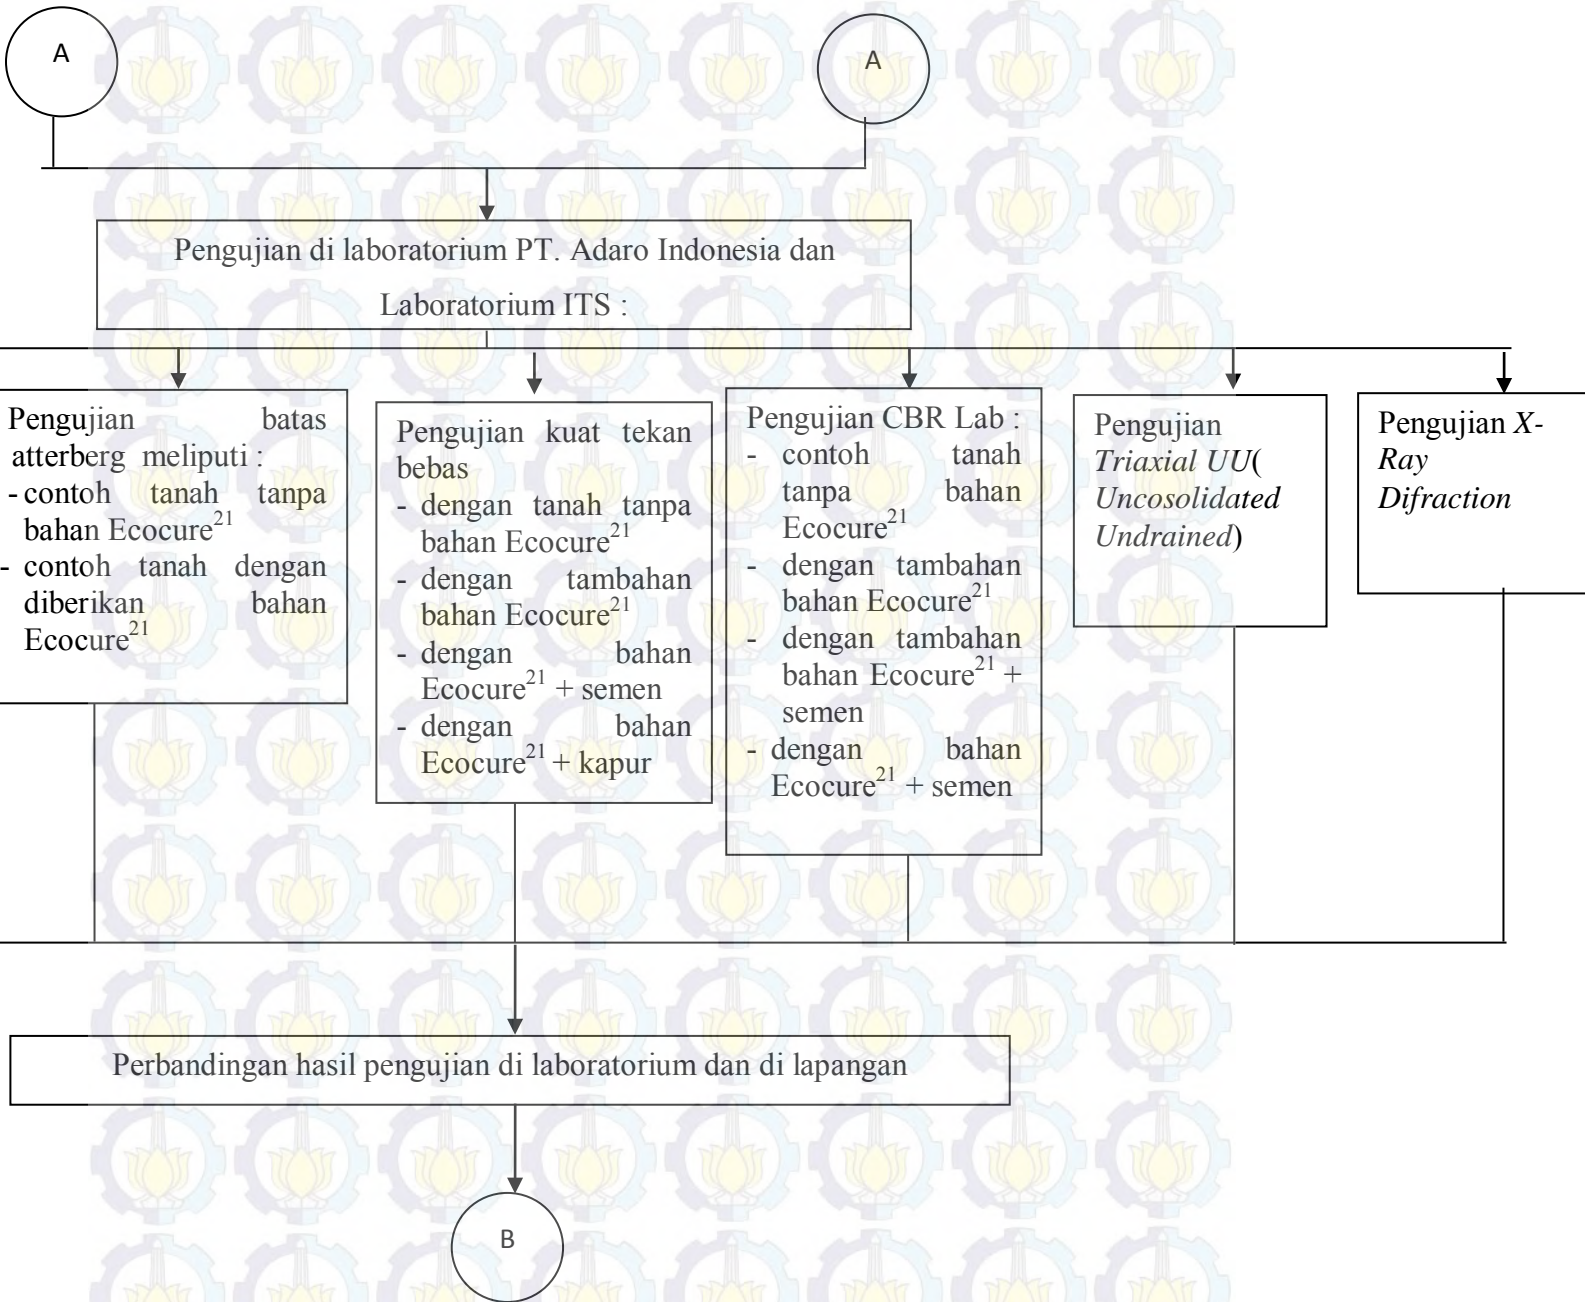 A
A
Pengujian di laboratorium PT. Adaro Indonesia dan
Laboratorium ITS :
Pengujian batas
atterberg meliputi :
- contoh tanah tanpa
bahan Ecocure²¹
- contoh tanah dengan
diberikan bahan
Ecocure²¹
Pengujian kuat tekan
bebas
- dengan tanah tanpa
bahan Ecocure²¹
- dengan tambahan
bahan Ecocure²¹
- dengan bahan
Ecocure²¹ + semen
- dengan bahan
Ecocure²¹ + kapur
Pengujian CBR Lab :
- contoh tanah
tanpa bahan
Ecocure²¹
- dengan tambahan
bahan Ecocure²¹
- dengan tambahan
bahan Ecocure²¹ +
semen
- dengan bahan
Ecocure²¹ + semen
Pengujian
Triaxial UU(
Uncosolidated
Undrained)
Pengujian X-
Ray
Difraction
Perbandingan hasil pengujian di laboratorium dan di lapangan
B